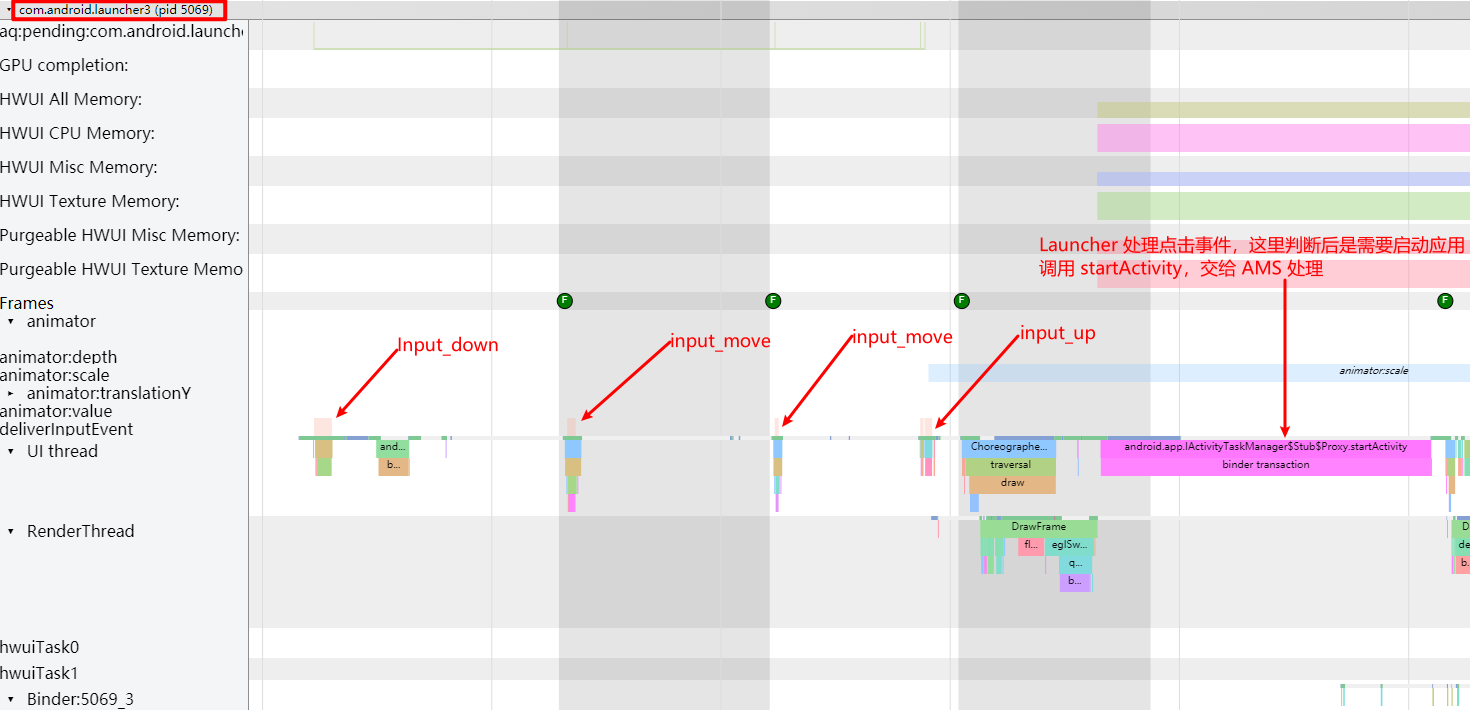 com.android.launcher3 (pid 5069)
aq:pending:com.android.launche
GPU completion:
HWUI All Memory:
HWUI CPU Memory:
HWUI Misc Memory:
HWUI Texture Memory:
Purgeable HWUI Misc Memory:
Launcher 处理点击事件，这里判断后是需要启动应用
Purgeable HWUI Texture Memo
调用 startActivity，交给 AMS 处理
Frames
F
F
F
F
animator
Input_down
input_move
input_move
input_up
animator:depth
animator:scale
animator:scale
animator:translationY
animator:value
deliverInputEvent
UI thread
and...
Choreographe...
android.app.IActivityTaskManager$Stub$Proxy.startActivity
b...
traversal
binder transaction
draw
RenderThread
DrawFrame
D
fl...
eglSw...
de
q...
b.
b...
hwuiTask0
hwuiTask1
Binder:5069_3